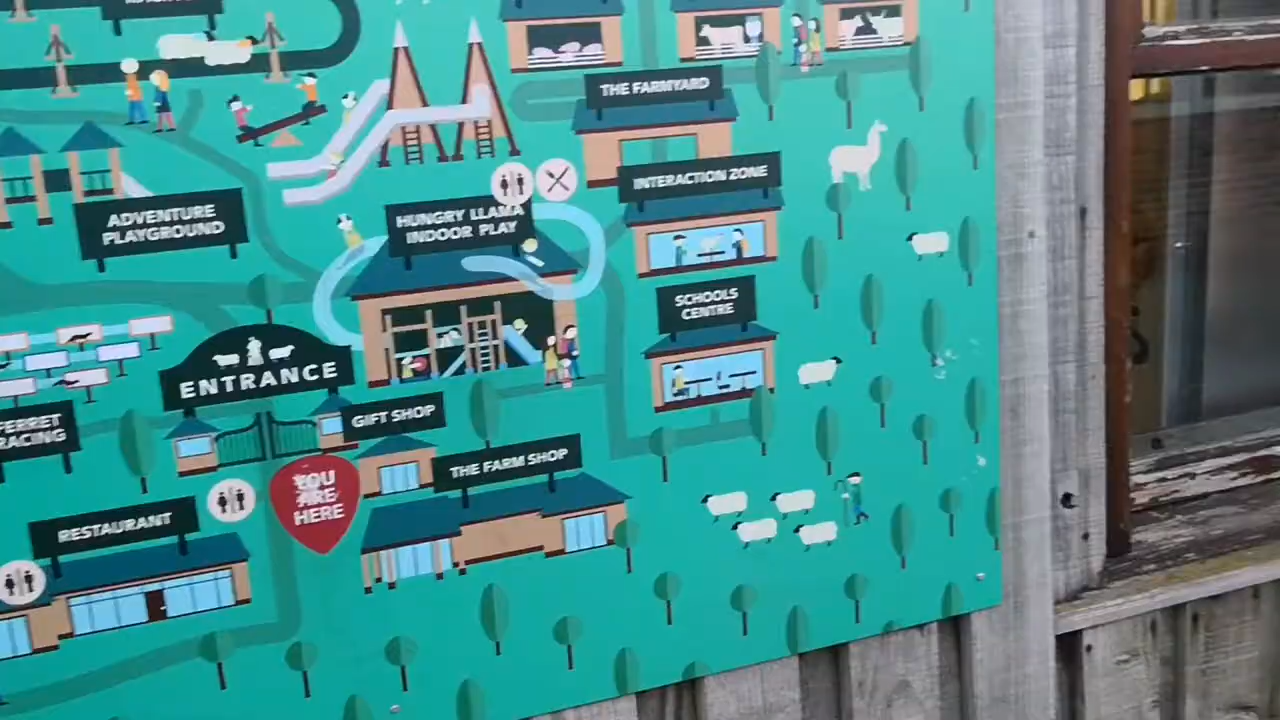 THE FARMYARD
INTERACTION ZONE
ADVENTURE
PLAYGROUND
HUNGRY LLAMA
INDOOR PLAY
SCHOOLS
CENTRE
ENTRANCE
GIFT SHOP
FERRET
RACING
THE FARM SHOP
YOU
ARE
HERE
RESTAURANT